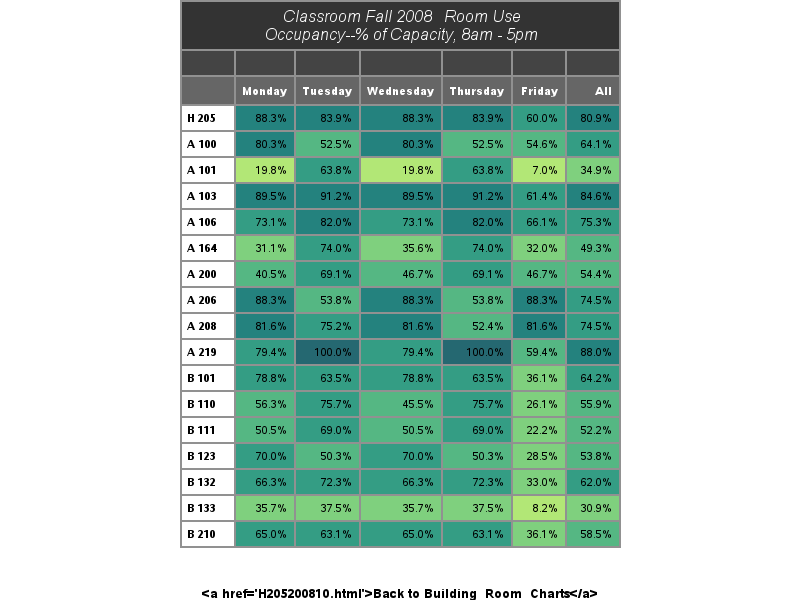 Classroom Fall 2008 Room Use
Occupancy--% of Capacity, 8am - 5pm
Monday Tuesday Wednesday Thursday Friday All
H 205 88.3% 83.9% 88.3% 83.9% 60.0% 80.9%
A 100 80.3% 52.5% 80.3% 52.5% 54.6% 64.1%
A 101 19.8% 63.8% 19.8% 63.8% 7.0% 34.9%
A 103 89.5% 91.2% 89.5% 91.2% 61.4% 84.6%
A 106 73.1% 82.0% 73.1% 82.0% 66.1% 75.3%
A 164 31.1% 74.0% 35.6% 74.0% 32.0% 49.3%
A 200 40.5% 69.1% 46.7% 69.1% 46.7% 54.4%
A 206 88.3% 53.8% 88.3% 53.8% 88.3% 74.5%
A 208 81.6% 75.2% 81.6% 52.4% 81.6% 74.5%
A 219 79.4% 100.0% 79.4% 100.0% 59.4% 88.0%
B 101 78.8% 63.5% 78.8% 63.5% 36.1% 64.2%
B 110 56.3% 75.7% 45.5% 75.7% 26.1% 55.9%
B 111 50.5% 69.0% 50.5% 69.0% 22.2% 52.2%
B 123 70.0% 50.3% 70.0% 50.3% 28.5% 53.8%
B 132 66.3% 72.3% 66.3% 72.3% 33.0% 62.0%
B 133 35.7% 37.5% 35.7% 37.5% 8.2% 30.9%
B 210 65.0% 63.1% 65.0% 63.1% 36.1% 58.5%
<a href='H205200810.html'>Back to Building_Room_Charts</a>